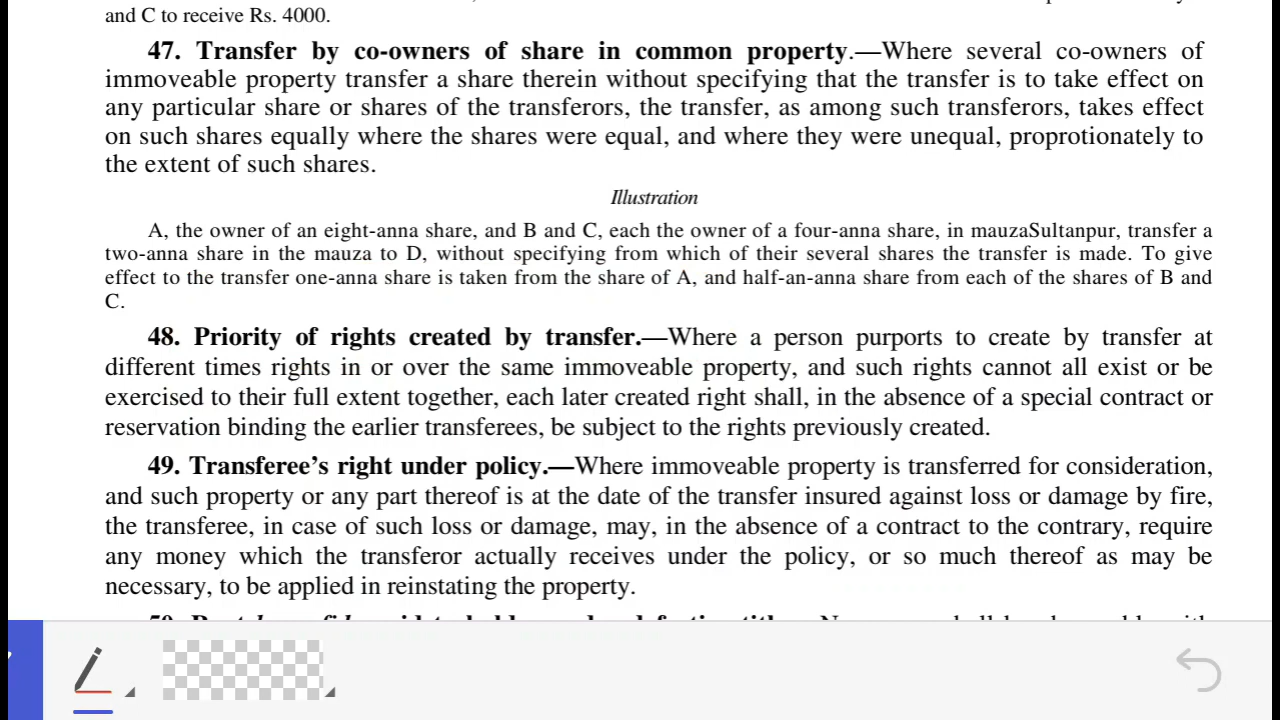 and C to receive Rs. 4000.
47. Transfer by co-owners of share in common property.—Where several co-owners of
immoveable property transfer a share therein without specifying that the transfer is to take effect on
any particular share or shares of the transferors, the transfer, as among such transferors, takes effect
on such shares equally where the shares were equal, and where they were unequal, proprotionately to
the extent of such shares.
Illustration
A, the owner of an eight-anna share, and B and C, each the owner of a four-anna share, in mauzaSultanpur, transfer a
two-anna share in the mauza to D, without specifying from which of their several shares the transfer is made. To give
effect to the transfer one-anna share is taken from the share of A, and half-an-anna share from each of the shares of B and
C.
48. Priority of rights created by transfer.—Where a person purports to create by transfer at
different times rights in or over the same immoveable property, and such rights cannot all exist or be
exercised to their full extent together, each later created right shall, in the absence of a special contract or
reservation binding the earlier transferees, be subject to the rights previously created.
49. Transferee's right under policy.—Where immoveable property is transferred for consideration,
and such property or any part thereof is at the date of the transfer insured against loss or damage by fire,
the transferee, in case of such loss or damage, may, in the absence of a contract to the contrary, require
any money which the transferor actually receives under the policy, or so much thereof as may be
necessary, to be applied in reinstating the property.